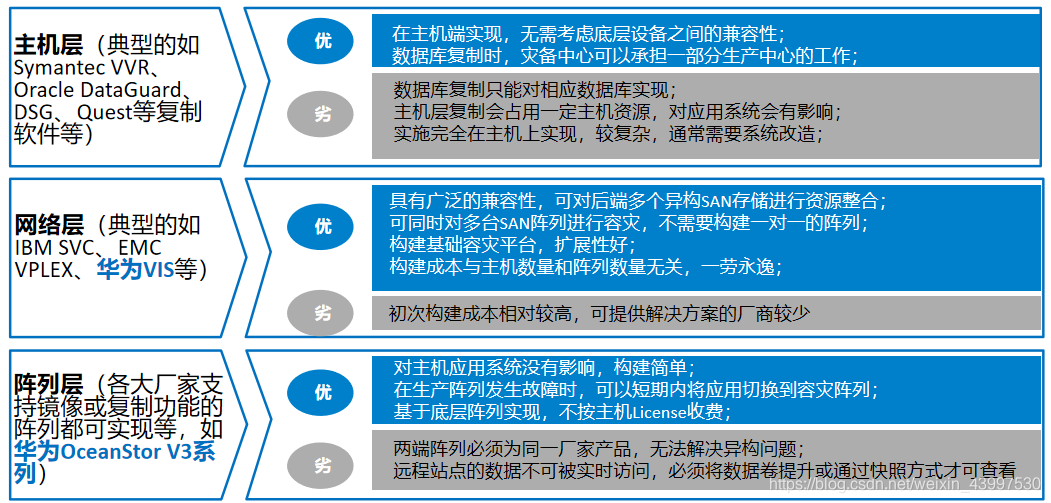 主机层（典型的如
Symantec VVR、
Oracle DataGuard、
DSG、Quest等复制
软件等）
优
在主机端实现，无需考虑底层设备之间的兼容性；
数据库复制时，灾备中心可以承担一部分生产中心的工作；
劣
数据库复制只能对相应数据库实现；
主机层复制会占用一定主机资源，对应用系统会有影响；
实施完全在主机上实现，较复杂，通常需要系统改造；
网络层（典型的如
IBM SVC、EMC
VPLEX、华为VIS等）
优
具有广泛的兼容性，可对后端多个异构SAN存储进行资源整合；
可同时对多台SAN阵列进行容灾，不需要构建一对一的阵列；
构建基础容灾平台，扩展性好；
构建成本与主机数量和阵列数量无关，一劳永逸；
劣
初次构建成本相对较高，可提供解决方案的厂商较少
阵列层（各大厂家支
持镜像或复制功能的
阵列都可实现等，如
华为OceanStor V3系
列）
优
对主机应用系统没有影响，构建简单；
在生产阵列发生故障时，可以短期内将应用切换到容灾阵列；
基于底层阵列实现，不按主机License收费；
劣
两端阵列必须为同一厂家产品，无法解决异构问题；
远程站点的数据不可被实时访问，必须将数据卷提升或通过快照方式才可查看
https://blog.csdn.net/weixin_43997530